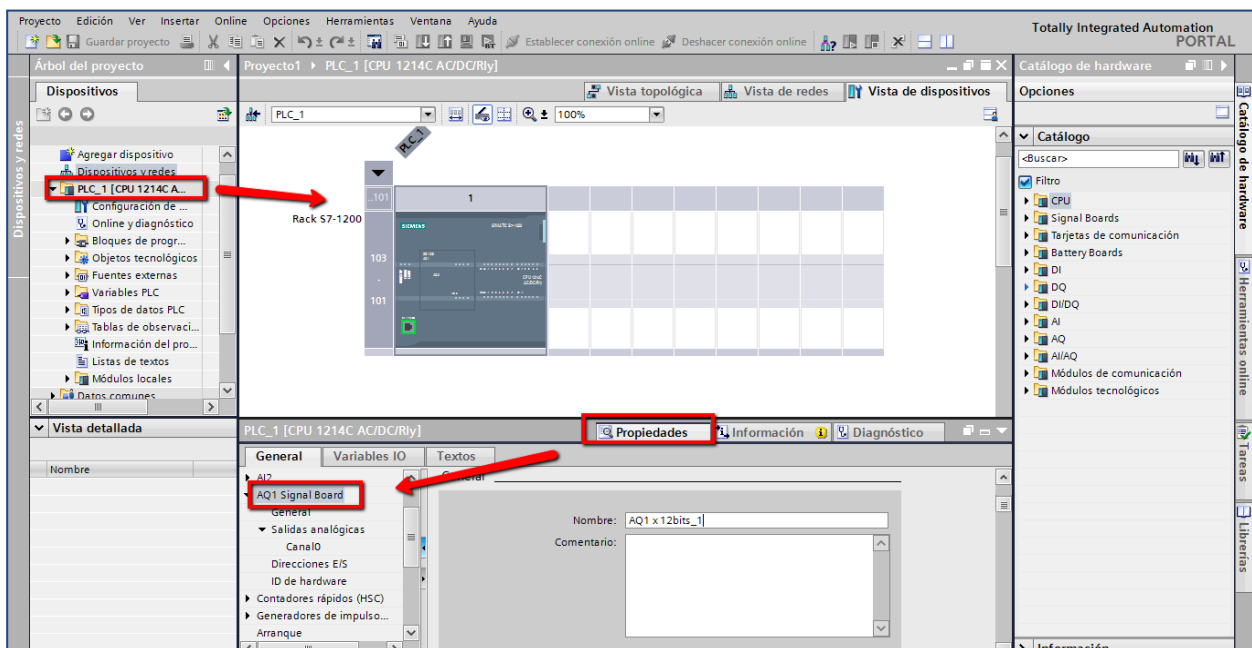 Proyecto Edición Ver Insertar Online Opciones Herramientas Ventana Ayuda
Totally Integrated Automation
PORTAL
Guardar proyecto Establecer conexión online Deshacer conexión online
Árbol del proyecto
Proyecto1 PLC_1 [CPU 1214C AC/DC/Rly]
Catálogo de hardware
Dispositivos
Vista topológica Vista de redes Vista de dispositivos
Opciones
PLC_1 100%
Dispositivos y redes
Agregar dispositivo
Dispositivos y redes
PLC_1 [CPU 1214C A...
Configuración de ...
Online y diagnóstico
Bloques de progr...
Objetos tecnológicos
Fuentes externas
Variables PLC
Tipos de datos PLC
Tablas de observaci...
Información del pro...
Listas de textos
Módulos locales
Datos comunes
PLC_1
..101 1
Rack S7-1200
SIEMENS
103
-
101
Catálogo
<Buscar>
Filtro
CPU
Signal Boards
Tarjetas de comunicación
Battery Boards
DI
DQ
DI/DQ
AI
AQ
AI/AQ
Módulos de comunicación
Módulos tecnológicos
Catálogo de hardware
Herramientas online
Tareas
Librerías
Vista detallada
Nombre
PLC_1 [CPU 1214C AC/DC/Rly]
Propiedades Información Diagnóstico
General Variables IO Textos
AI2
AQ1 Signal Board
General
Salidas analógicas
Canal0
Direcciones E/S
ID de hardware
Contadores rápidos (HSC)
Generadores de impulso...
Arranque
General
Nombre: AQ1 x 12bits_1
Comentario:
Información